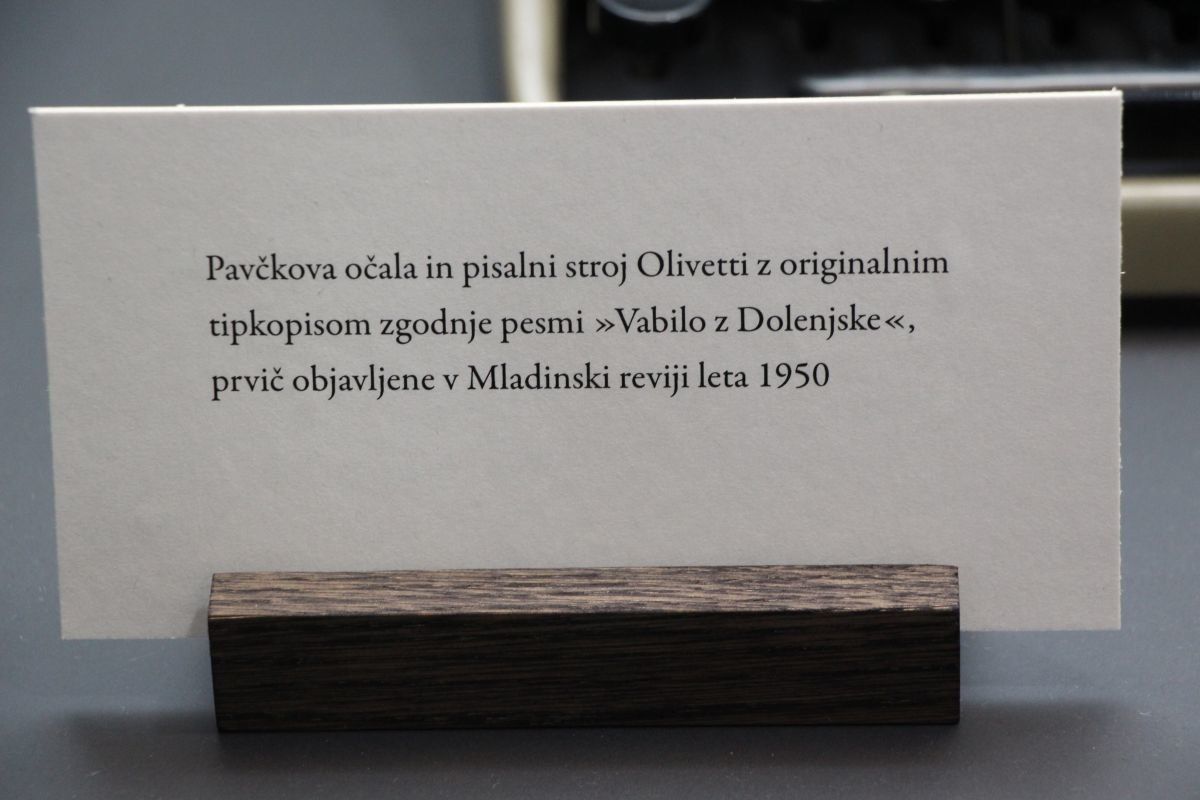 Pavčkova očala in pisalni stroj Olivetti z originalnim
tipkopisom zgodnje pesmi »Vabilo z Dolenjske«,
prvič objavljene v Mladinski reviji leta 1950